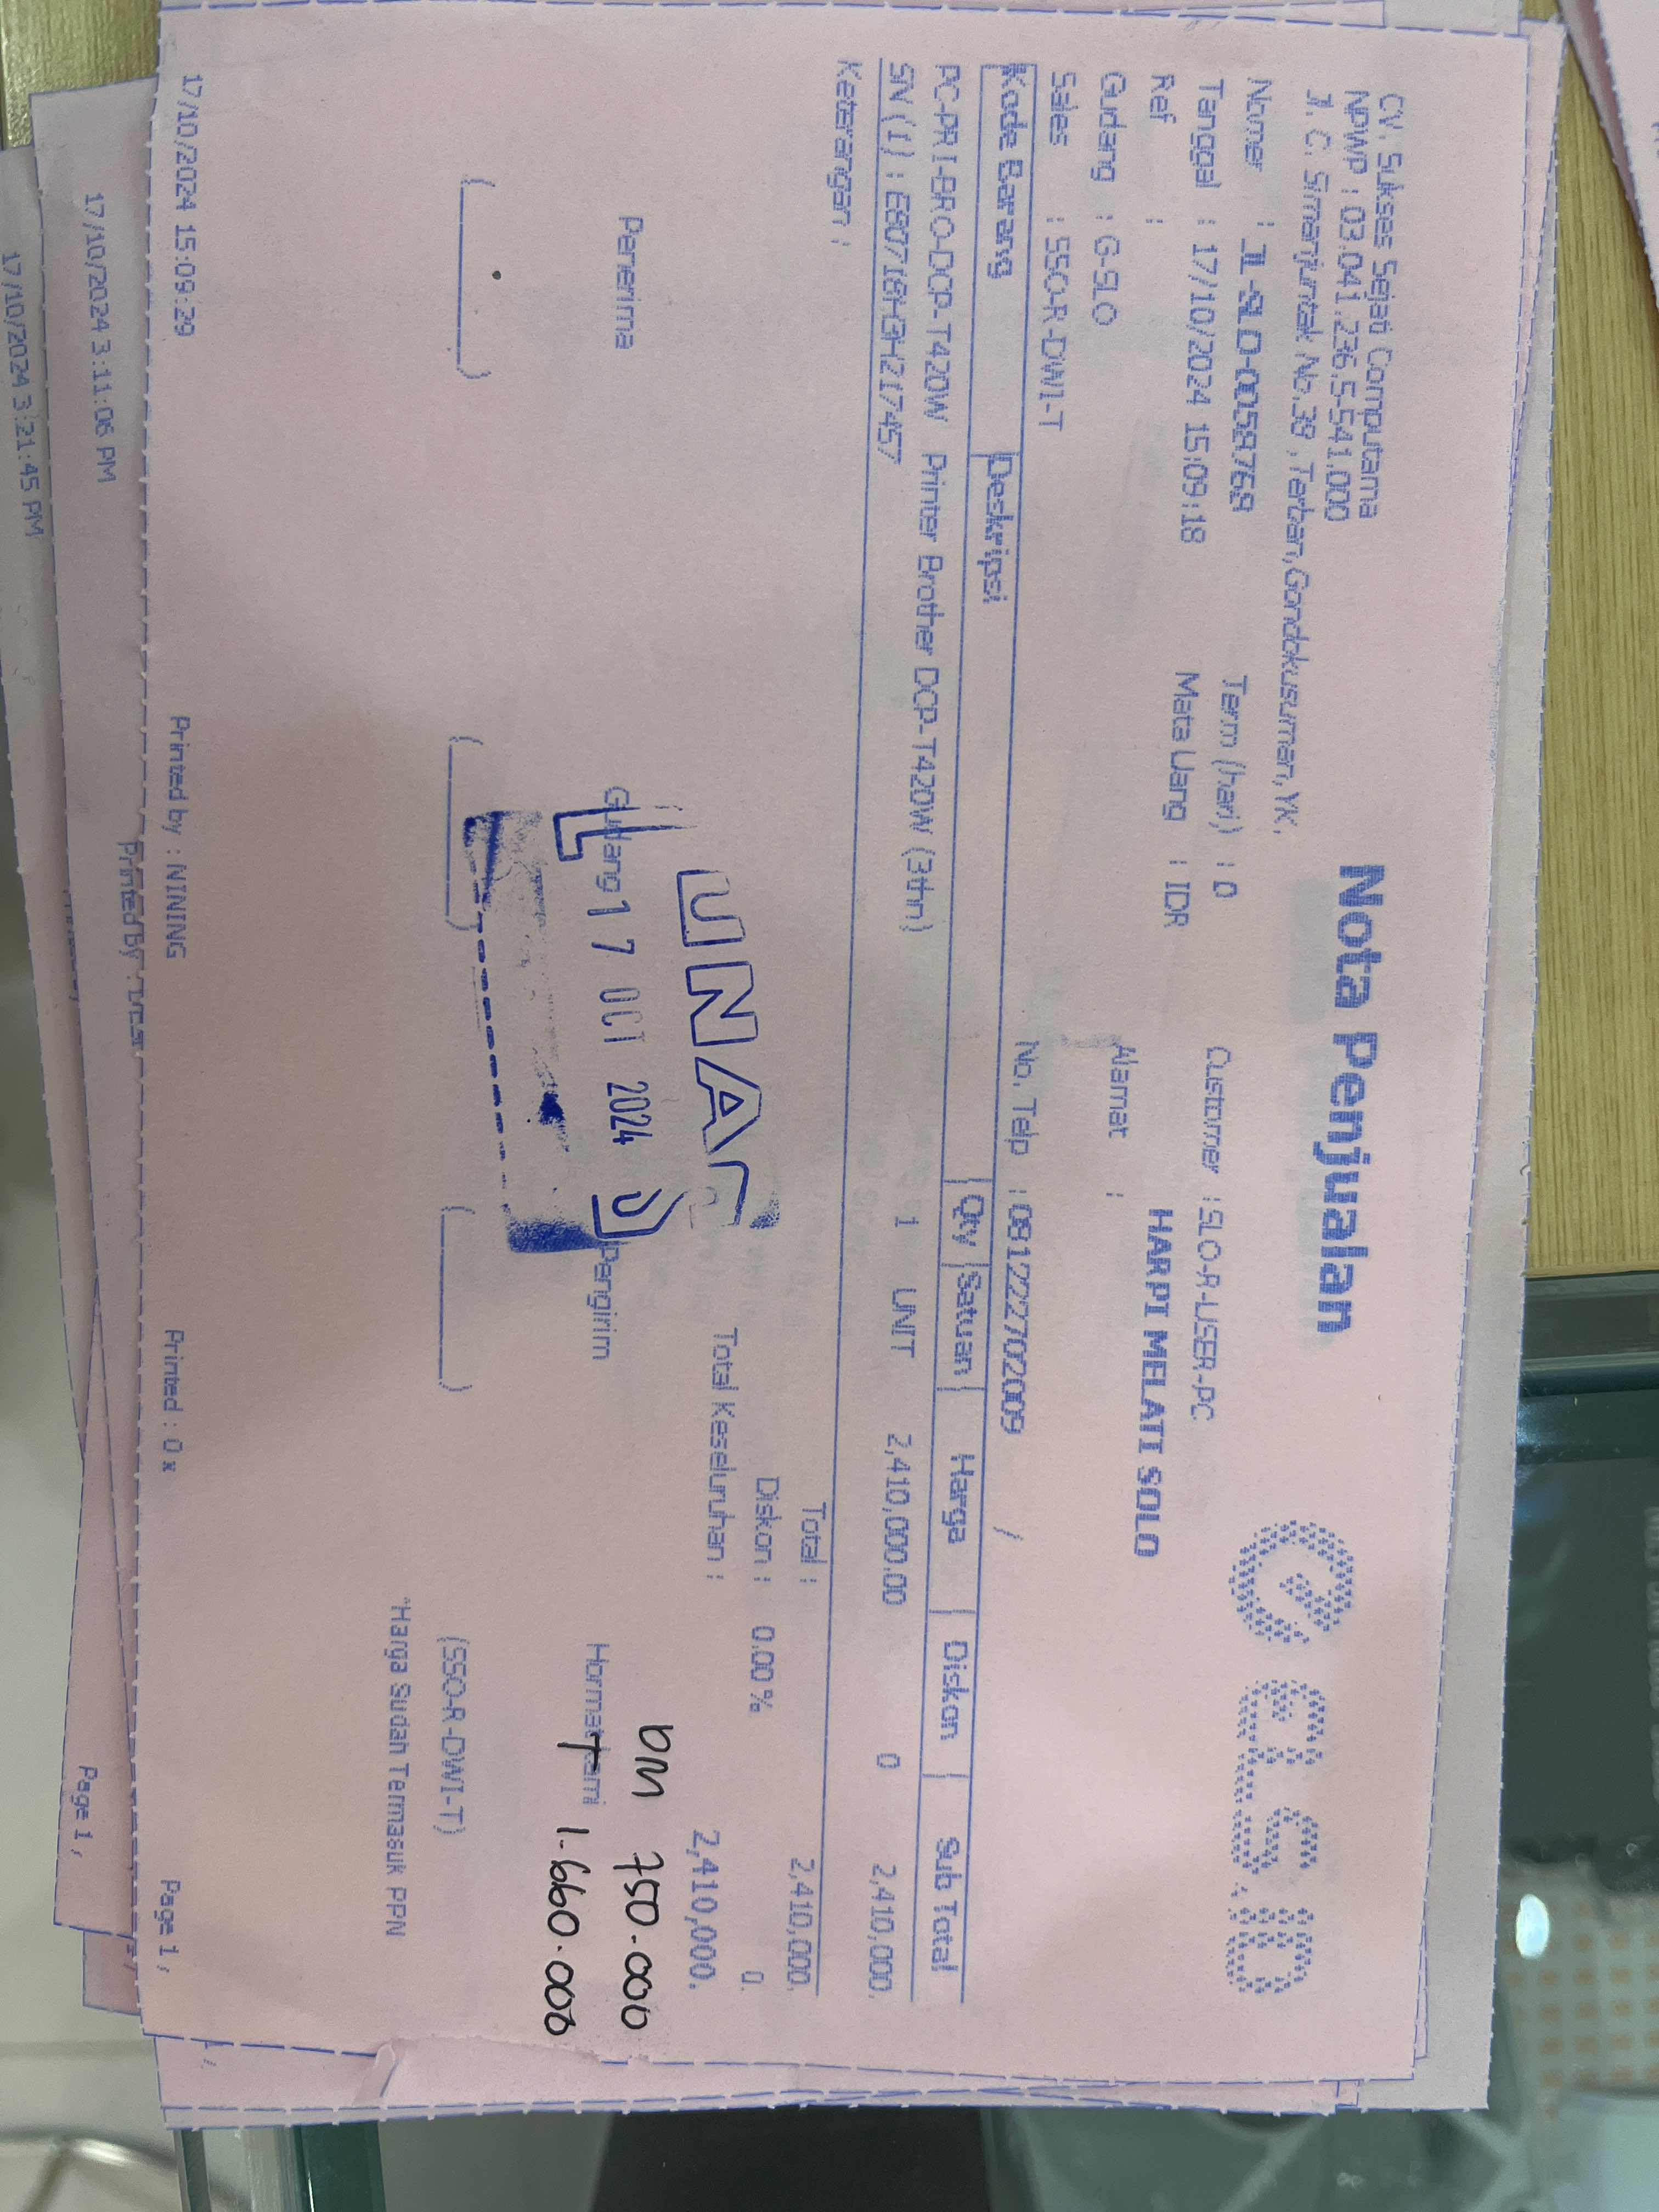 CV. Sukses Sejati Computama
NPWP : 03.041.236.5-541.000
Jl. C. Simanjuntak No.38 ,Terban,Gondokusuman,YK,
Nota Penjualan
ELS.ID
Nomer : JL-SLO-0058769
Tanggal : 17/10/2024 15:09:18
Ref :
Gudang : G-SLO
Sales : SSO-R-DWI-T
Term (hari) : 0
Mata Uang : IDR
Customer : SLO-R-USER-PC
HARPI MELATI SOLO
Alamat :
No. Telp : 081222702009 /
Kode Barang Deskripsi Qty Satuan Harga Diskon Sub Total
PC-PRI-BRO-DCP-T420W Printer Brother DCP-T420W (3thn) 1 UNIT 2,410,000.00 0 2,410,000.
SN ( 1 ) :
Keterangan :
Total : 2,410,000.
Diskon : 0.00 % 0.
Total Keseluruhan : 2,410,000.
750.000
T 1.660.000
LUNAS
17 OCT 2024
Penerima Gudang Pengirim Hormat Kami
(SSO-R-DWI-T)
*Harga Sudah Termasuk PPN
17/10/2024 15:09:29 Printed by : NINING Printed : 0 x Page 1 ,
17/10/2024 3:11:06 PM Page 1 ,
17/10/2024 3:21:45 PM